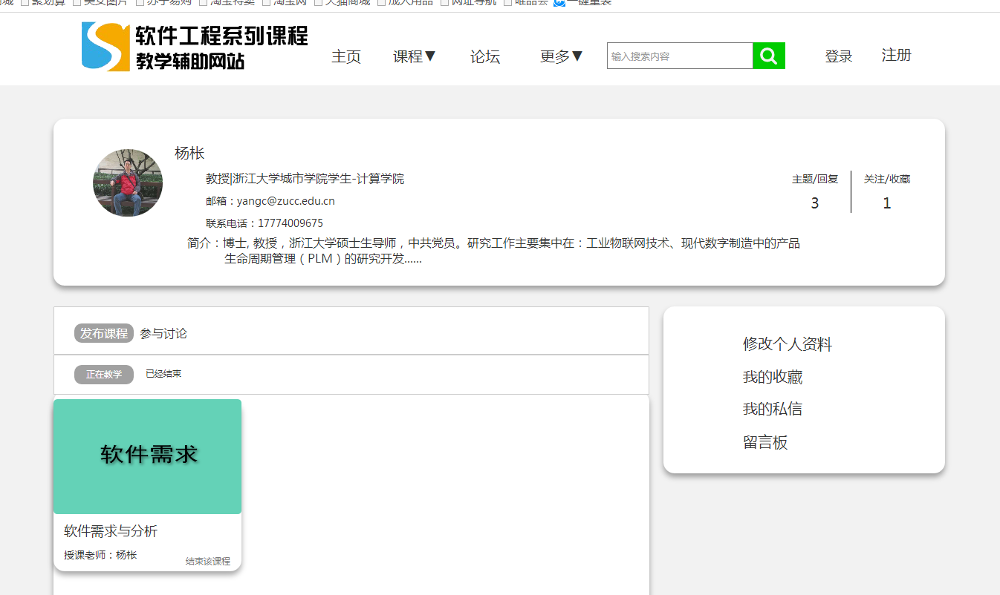 聚划算 美女图片 苏宁易购 淘宝特卖 淘宝网 天猫商城 成人用品 网址导航 唯品会 一键重装
软件工程系列课程
教学辅助网站
主页 课程▼ 论坛 更多▼ 输入搜索内容 登录 注册
杨枨
教授|浙江大学城市学院学生-计算学院
邮箱：yangc@zucc.edu.cn
联系电话：17774009675
简介：博士, 教授，浙江大学硕士生导师，中共党员。研究工作主要集中在：工业物联网技术、现代数字制造中的产品
生命周期管理（PLM）的研究开发......
主题/回复 关注/收藏
3 1
发布课程 参与讨论
正在教学 已经结束
软件需求
软件需求与分析
授课老师：杨枨
结束该课程
修改个人资料
我的收藏
我的私信
留言板